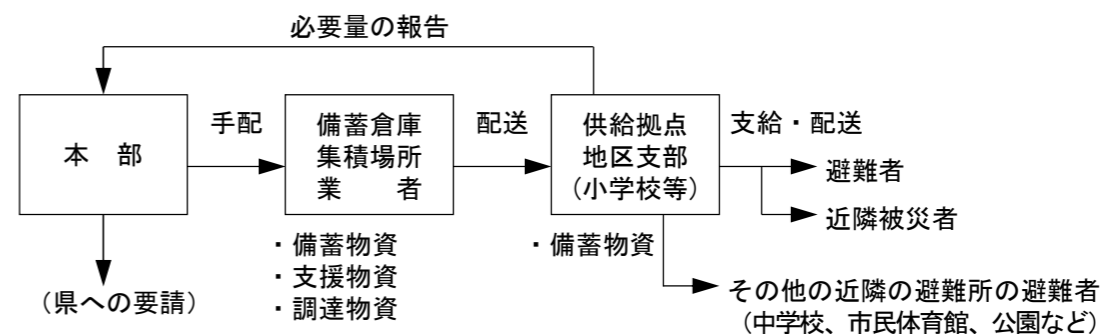 必要量の報告
本　部
手配
備蓄倉庫
集積場所
業　　者
配送
供給拠点
地区支部
（小学校等）
支給・配送
避難者
近隣被災者
（県への要請）
・備蓄物資
・支援物資
・調達物資
・備蓄物資
その他の近隣の避難所の避難者
（中学校、市民体育館、公園など）